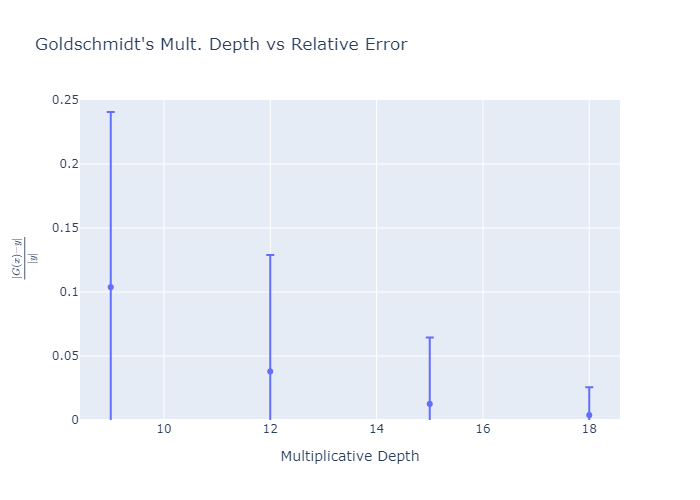 Goldschmidt's Mult. Depth vs Relative Error
0.25
0.2
0.15
0.1
0.05
0
|G(x)−y|
|y|
10 12 14 16 18
Multiplicative Depth